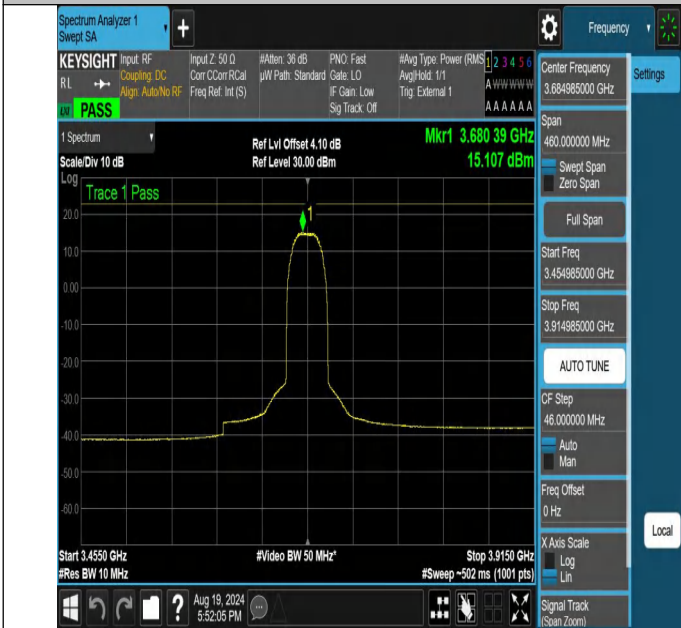 Spectrum Analyzer 1
Swept SA
+
Frequency
KEYSIGHT
RL
PASS
Input: RF
Coupling: DC
Align: Auto/No RF
Input Z: 50 Ω
Corr CCorr RCal
Freq Ref: Int (S)
#Atten: 36 dB
µW Path: Standard
PNO: Fast
Gate: LO
IF Gain: Low
Sig Track: Off
#Avg Type: Power (RMS
Avg|Hold: 1/1
Trig: External 1
1 2 3 4 5 6
A W W W W W
A A A A A A
Settings
Center Frequency
3.684985000 GHz
Span
460.000000 MHz
Swept Span
Zero Span
Full Span
Start Freq
3.454985000 GHz
Stop Freq
3.914985000 GHz
AUTO TUNE
CF Step
46.000000 MHz
Auto
Man
Freq Offset
0 Hz
X Axis Scale
Log
Lin
Signal Track
(Span Zoom)
Local
1 Spectrum
Scale/Div 10 dB
Log
Ref Lvl Offset 4.10 dB
Ref Level 30.00 dBm
Mkr1 3.680 39 GHz
15.107 dBm
Trace 1 Pass
1
20.0
10.0
0.00
-10.0
-20.0
-30.0
-40.0
-50.0
-60.0
Start 3.4550 GHz
#Res BW 10 MHz
#Video BW 50 MHz*
Stop 3.9150 GHz
#Sweep ~502 ms (1001 pts)
?
Aug 19, 2024
5:52:05 PM